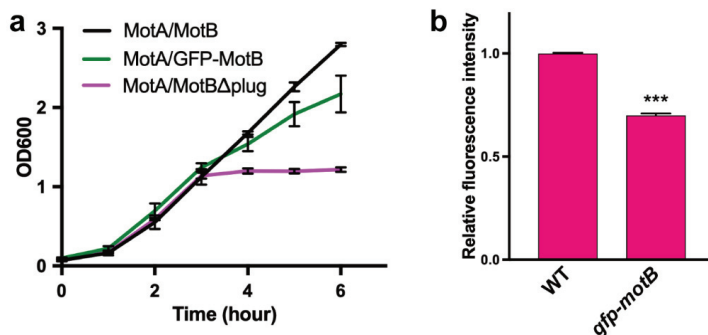 a
MotA/MotB
MotA/GFP-MotB
MotA/MotBΔplug
OD600
3
2
1
0
0 2 4 6
Time (hour)
b
Relative fluorescence intensity
1.0
0.5
0.0
***
WT
gfp-motB